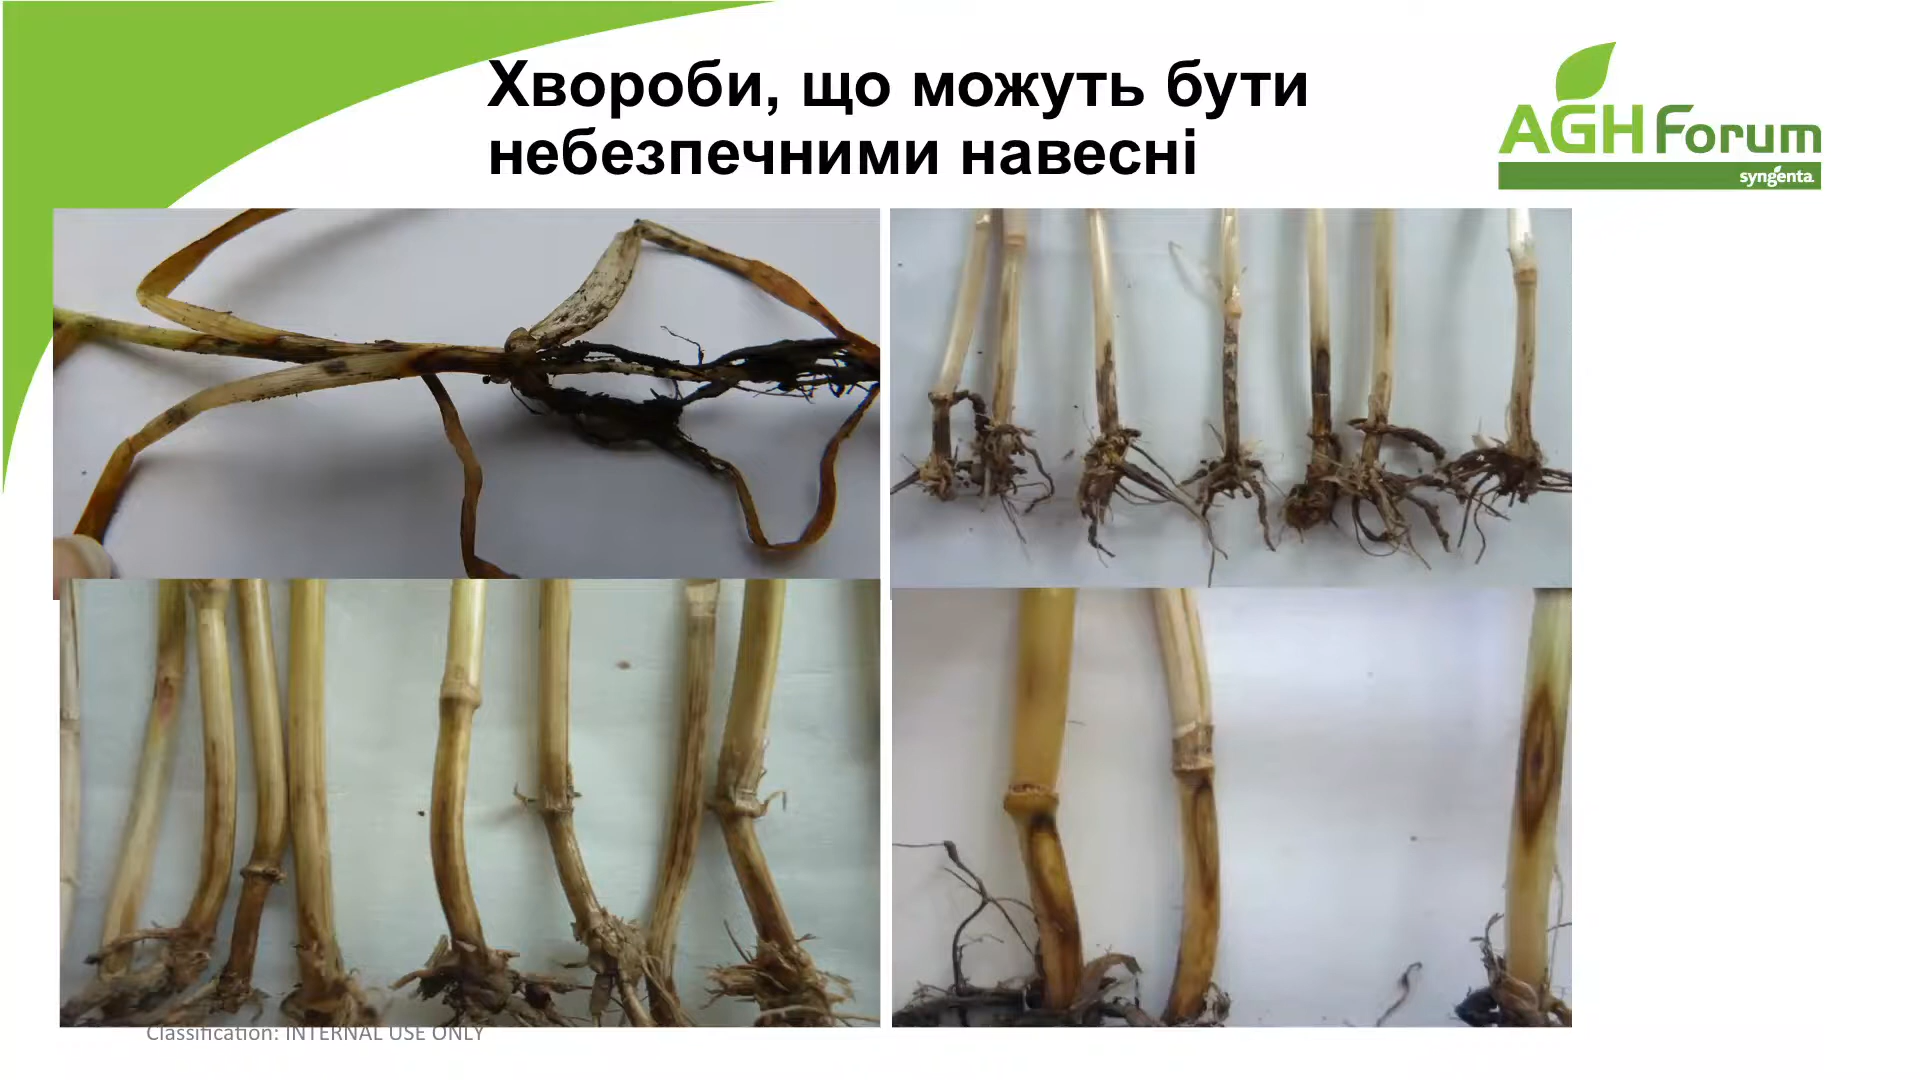 Хвороби, що можуть бути
небезпечними навесні
AGH Forum
syngenta
Classification: INTERNAL USE ONLY